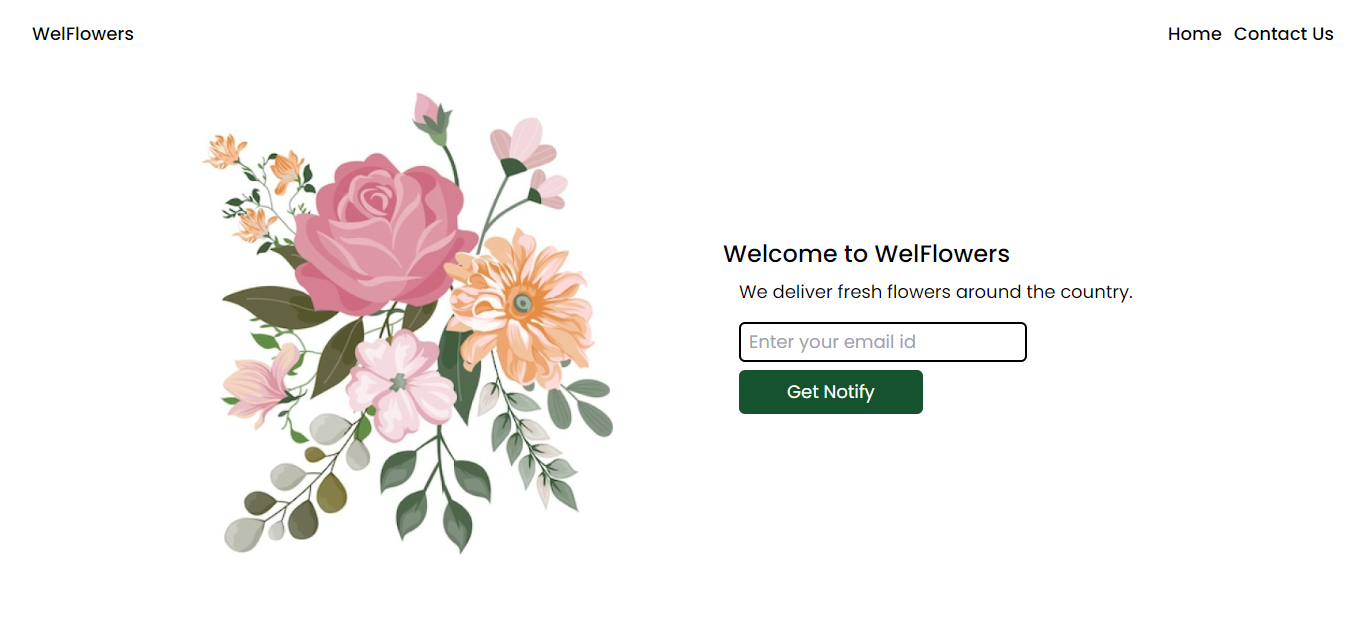 WelFlowers
Home Contact Us
Welcome to WelFlowers
We deliver fresh flowers around the country.
Enter your email id
Get Notify